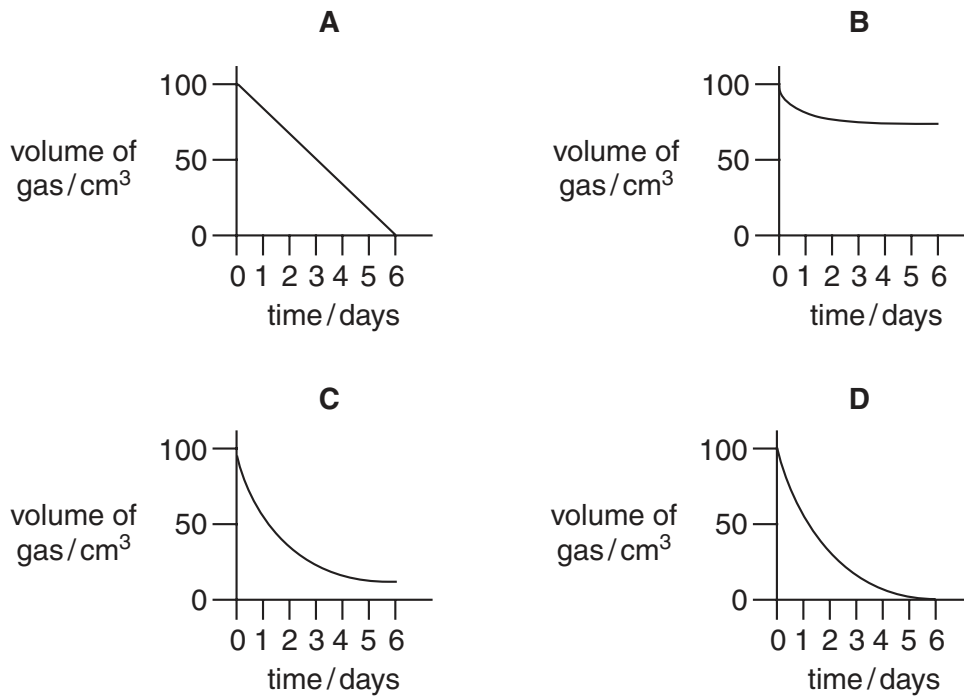 A
100
50
0
volume of
gas / cm³
0 1 2 3 4 5 6
time / days
B
100
50
0
volume of
gas / cm³
0 1 2 3 4 5 6
time / days
C
100
50
0
volume of
gas / cm³
0 1 2 3 4 5 6
time / days
D
100
50
0
volume of
gas / cm³
0 1 2 3 4 5 6
time / days